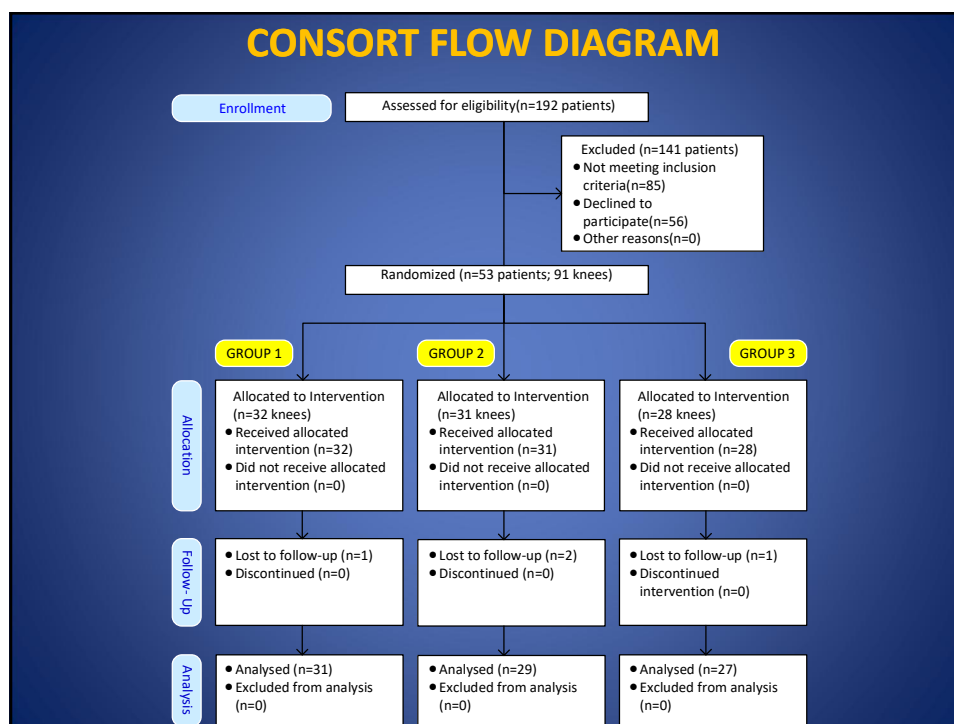 CONSORT FLOW DIAGRAM
Enrollment
Assessed for eligibility(n=192 patients)
Excluded (n=141 patients)
● Not meeting inclusion
criteria(n=85)
● Declined to
participate(n=56)
● Other reasons(n=0)
Randomized (n=53 patients; 91 knees)
GROUP 1
GROUP 2
GROUP 3
Allocation
Allocated to Intervention
(n=32 knees)
● Received allocated
intervention (n=32)
● Did not receive allocated
intervention (n=0)
Allocated to Intervention
(n=31 knees)
● Received allocated
intervention (n=31)
● Did not receive allocated
intervention (n=0)
Allocated to Intervention
(n=28 knees)
● Received allocated
intervention (n=28)
● Did not receive allocated
intervention (n=0)
Follow- Up
● Lost to follow-up (n=1)
● Discontinued (n=0)
● Lost to follow-up (n=2)
● Discontinued (n=0)
● Lost to follow-up (n=1)
● Discontinued
intervention (n=0)
Analysis
● Analysed (n=31)
● Excluded from analysis
(n=0)
● Analysed (n=29)
● Excluded from analysis
(n=0)
● Analysed (n=27)
● Excluded from analysis
(n=0)